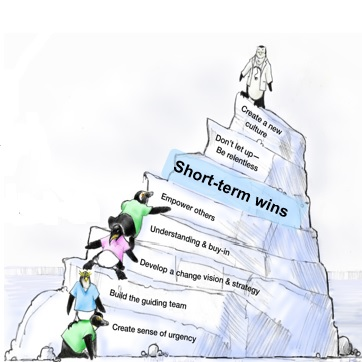 Create a new
culture
Don't let up—
Be relentless
Short-term wins
Empower others
Understanding & buy-in
Develop a change vision & strategy
Build the guiding team
Create sense of urgency